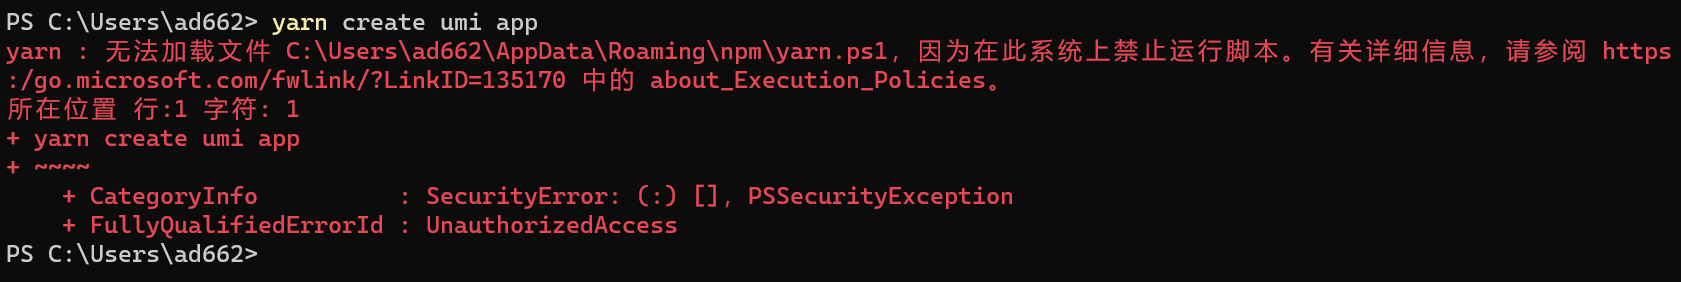 PS C:\Users\ad662> yarn create umi app
yarn : 无法加载文件 C:\Users\ad662\AppData\Roaming\npm\yarn.ps1，因为在此系统上禁止运行脚本。有关详细信息，请参阅 https
:/go.microsoft.com/fwlink/?LinkID=135170 中的 about_Execution_Policies。
所在位置 行:1 字符: 1
+ yarn create umi app
+ ~~~~
    + CategoryInfo          : SecurityError: (:) []，PSSecurityException
    + FullyQualifiedErrorId : UnauthorizedAccess
PS C:\Users\ad662>